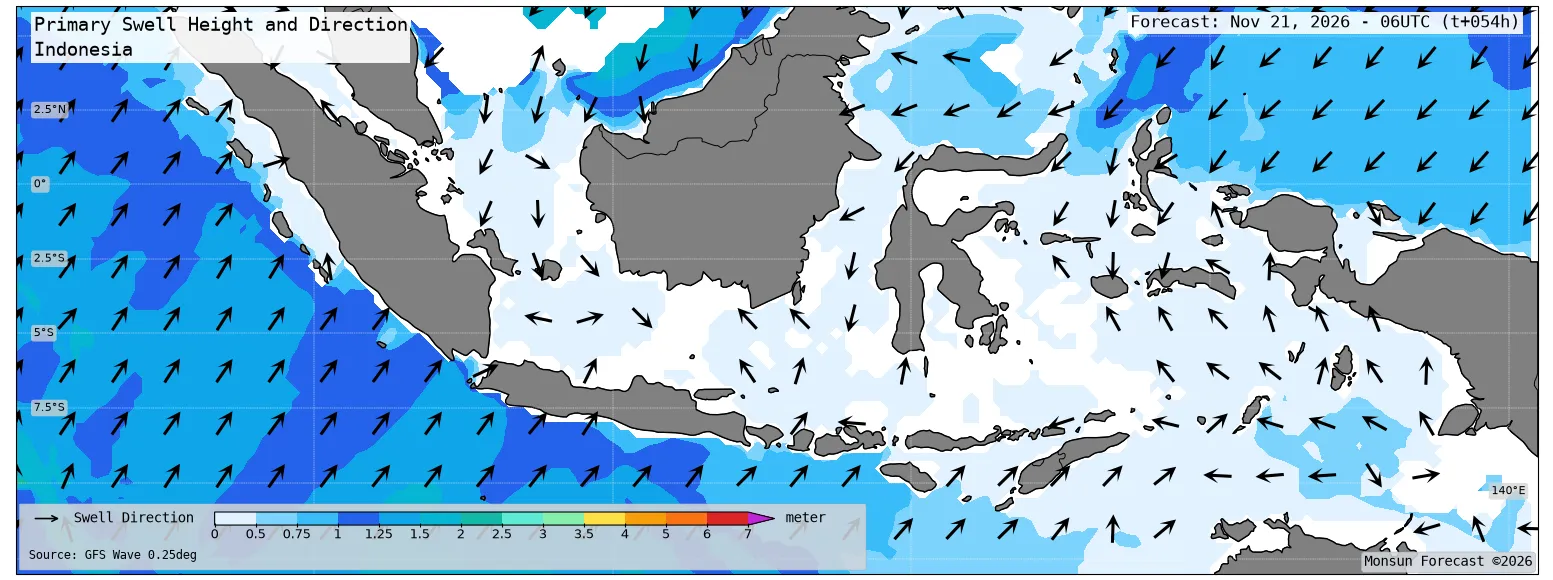 Primary Swell Height and Direction
Indonesia
Forecast: Nov 21, 2026 - 06UTC (t+054h)
2.5°N
0°
2.5°S
5°S
7.5°S
140°E
Swell Direction
meter
0 0.5 0.75 1 1.25 1.5 2 2.5 3 3.5 4 5 6 7
Source: GFS Wave 0.25deg
Monsun Forecast ©2026